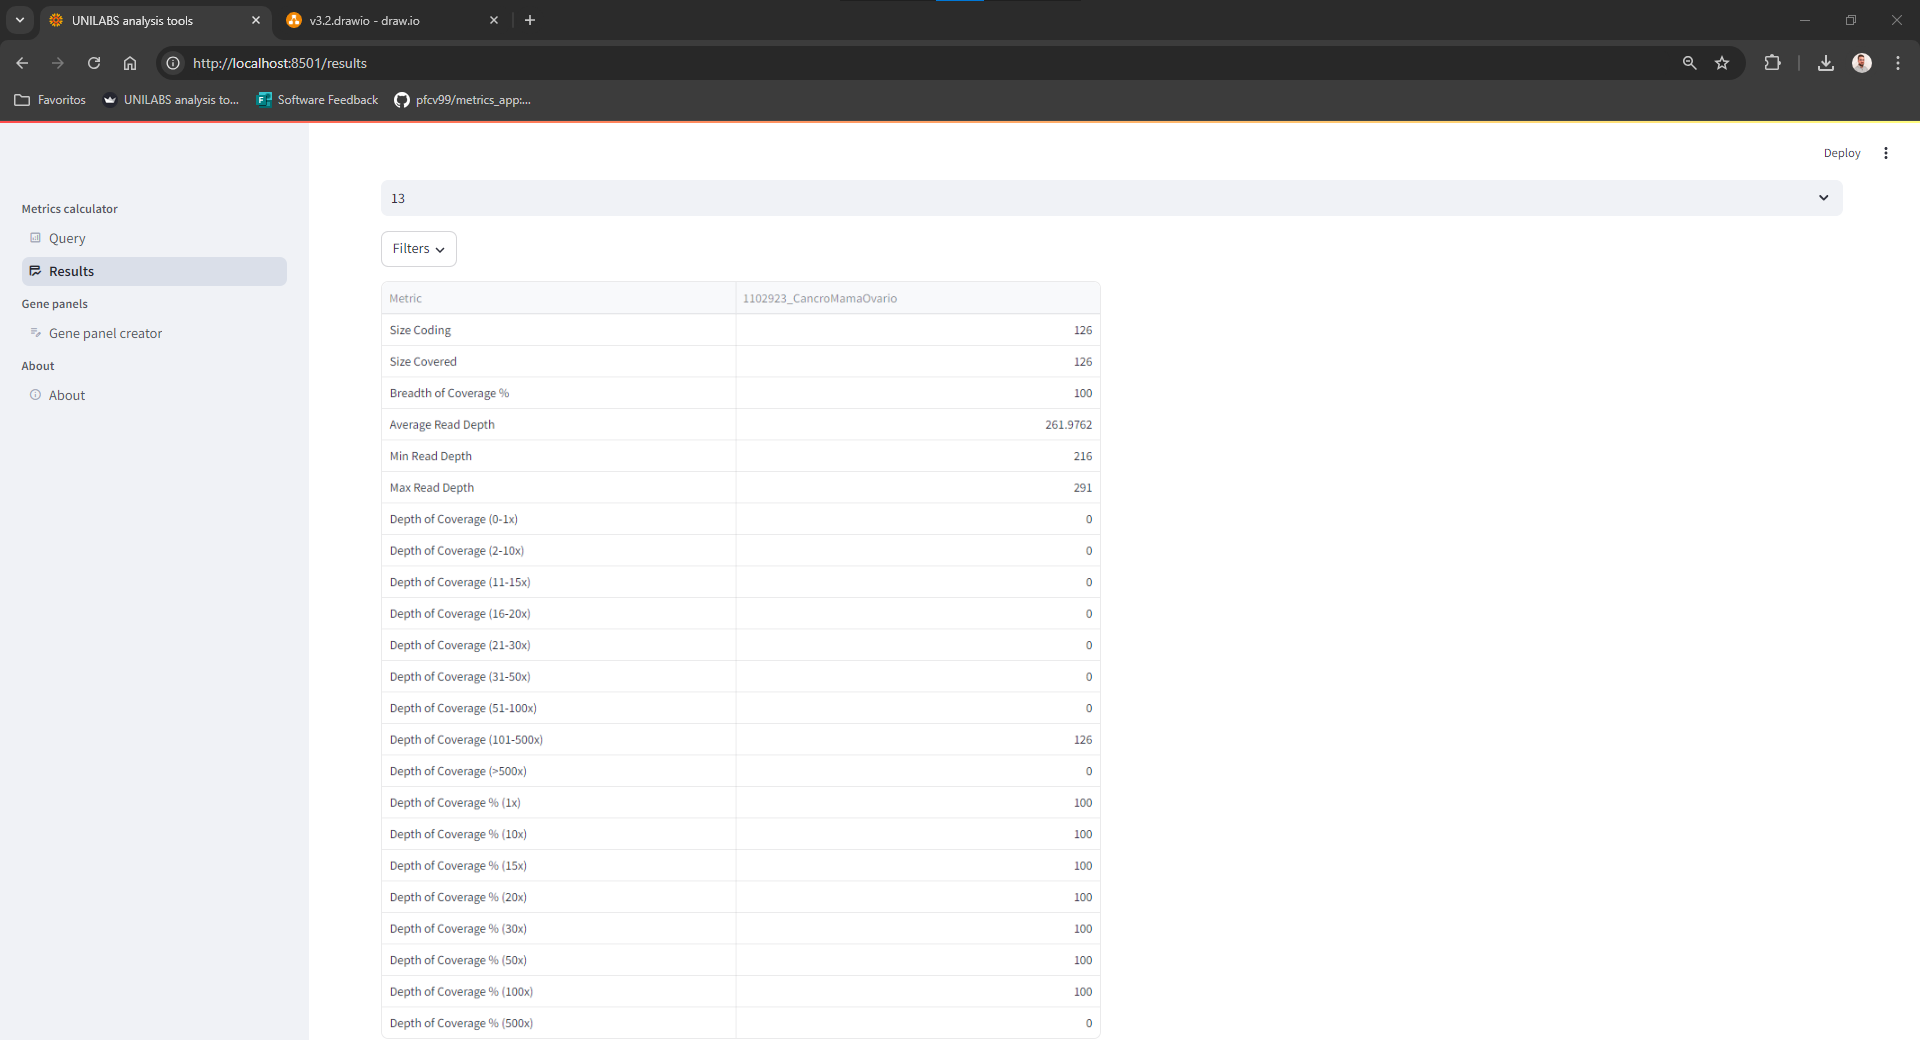 UNILABS analysis tools
v3.2.drawio - draw.io
http://localhost:8501/results
Favoritos
UNILABS analysis to...
Software Feedback
pfcv99/metrics_app:...
Deploy
Metrics calculator
Query
Results
Gene panels
Gene panel creator
About
About
13
Filters
Metric 1102923_CancroMamaOvario
Size Coding 126
Size Covered 126
Breadth of Coverage % 100
Average Read Depth 261.9762
Min Read Depth 216
Max Read Depth 291
Depth of Coverage (0-1x) 0
Depth of Coverage (2-10x) 0
Depth of Coverage (11-15x) 0
Depth of Coverage (16-20x) 0
Depth of Coverage (21-30x) 0
Depth of Coverage (31-50x) 0
Depth of Coverage (51-100x) 0
Depth of Coverage (101-500x) 126
Depth of Coverage (>500x) 0
Depth of Coverage % (1x) 100
Depth of Coverage % (10x) 100
Depth of Coverage % (15x) 100
Depth of Coverage % (20x) 100
Depth of Coverage % (30x) 100
Depth of Coverage % (50x) 100
Depth of Coverage % (100x) 100
Depth of Coverage % (500x) 0